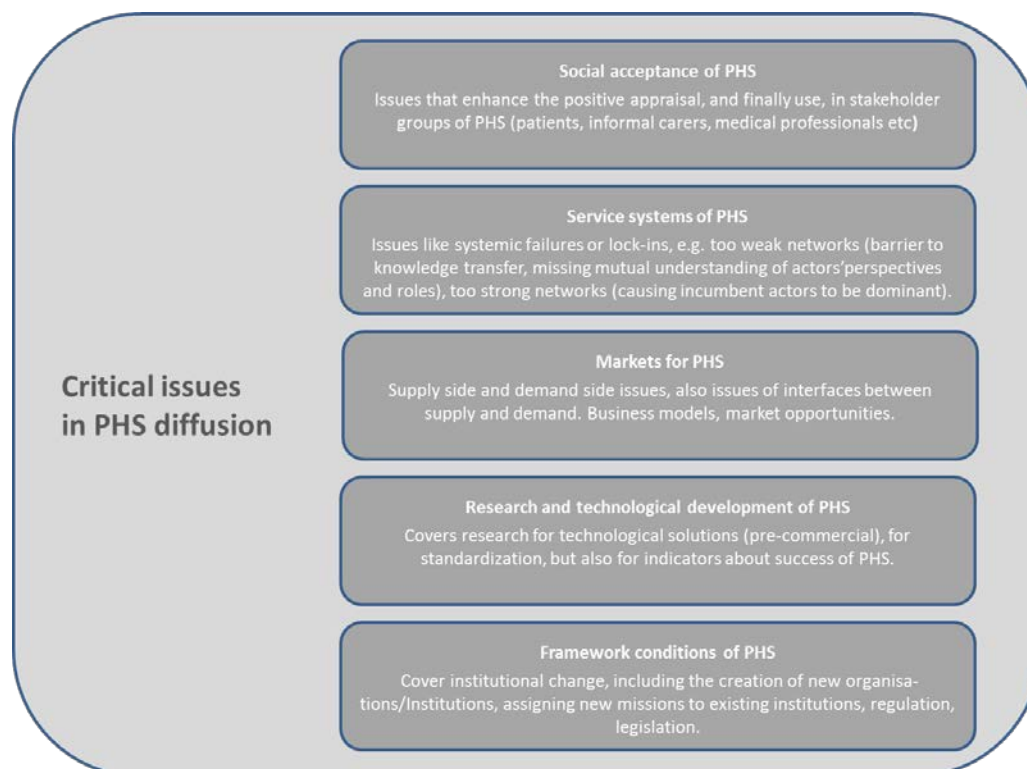 Critical issues
in PHS diffusion
Social acceptance of PHS
Issues that enhance the positive appraisal, and finally use, in stakeholder
groups of PHS (patients, informal carers, medical professionals etc)
Service systems of PHS
Issues like systemic failures or lock-ins, e.g. too weak networks (barrier to
knowledge transfer, missing mutual understanding of actors'perspectives
and roles), too strong networks (causing incumbent actors to be dominant).
Markets for PHS
Supply side and demand side issues, also issues of interfaces between
supply and demand. Business models, market opportunities.
Research and technological development of PHS
Covers research for technological solutions (pre-commercial), for
standardization, but also for indicators about success of PHS.
Framework conditions of PHS
Cover institutional change, including the creation of new organisa-
tions/Institutions, assigning new missions to existing institutions, regulation,
legislation.